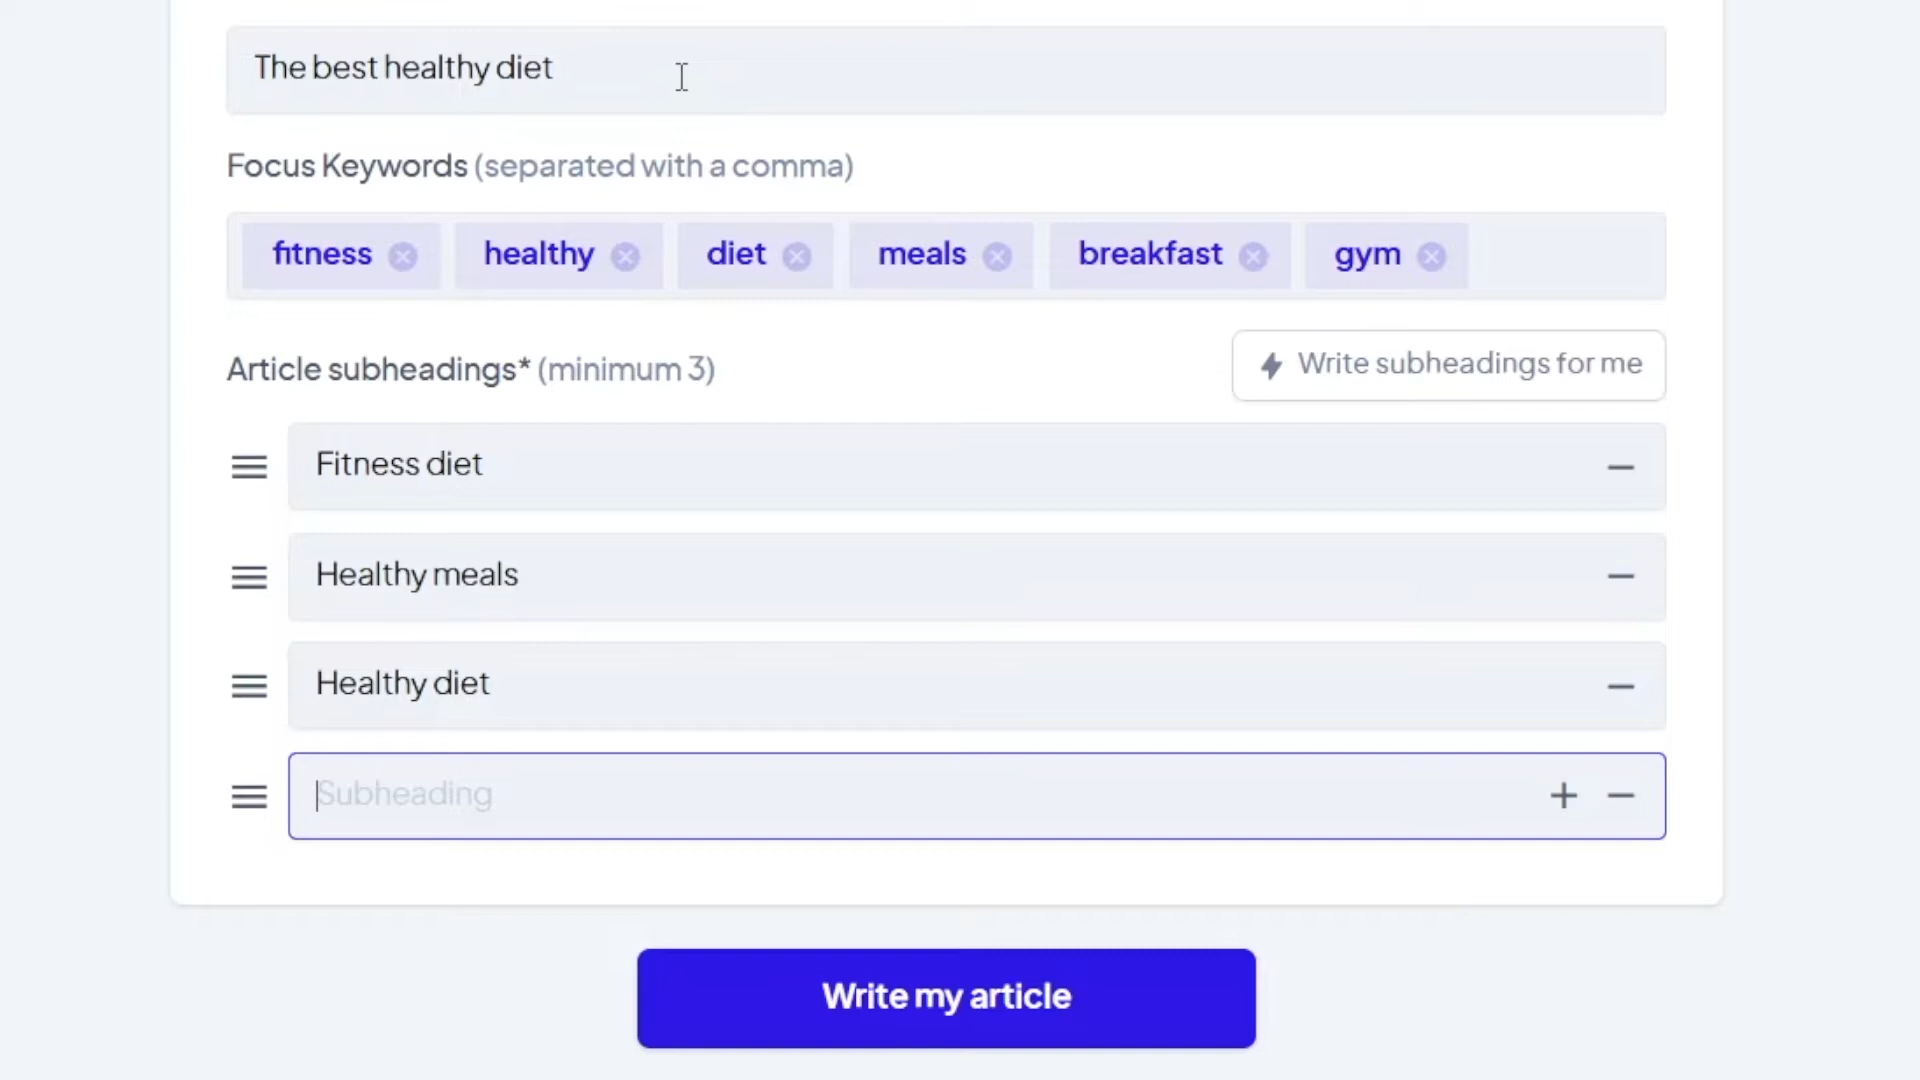 The best healthy diet
Focus Keywords (separated with a comma)
fitness healthy diet meals breakfast gym
Article subheadings* (minimum 3)
Write subheadings for me
Fitness diet
Healthy meals
Healthy diet
Subheading
Write my article